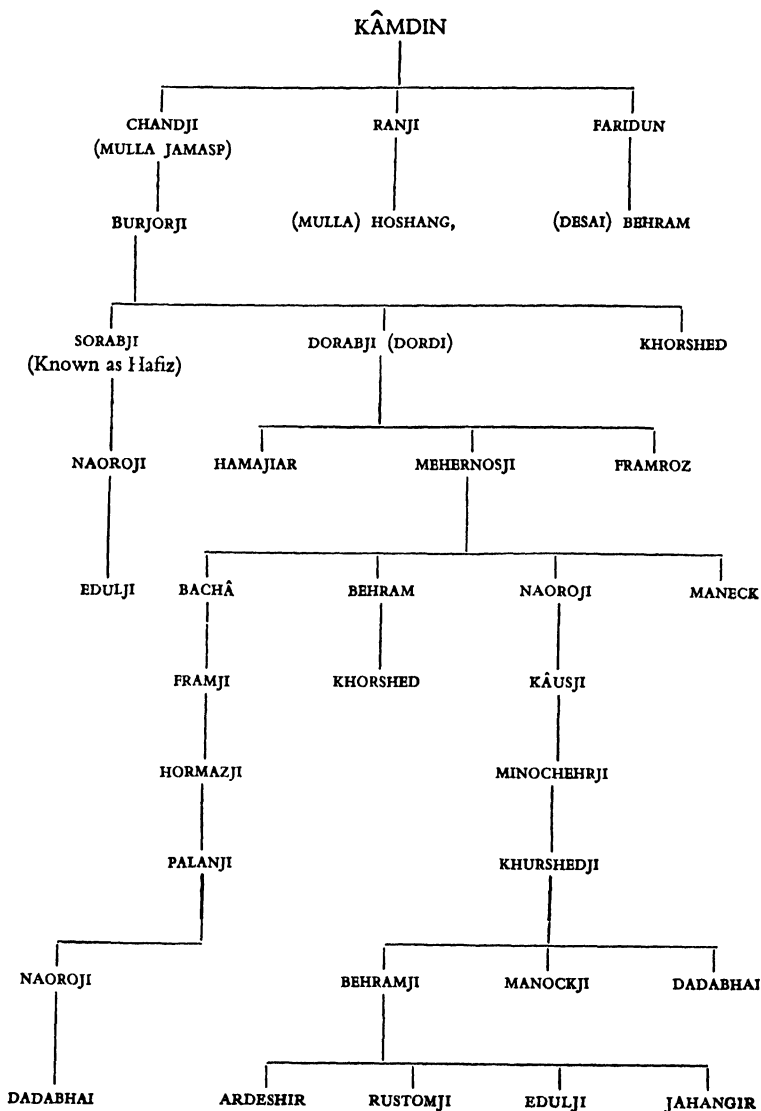 KÂMDIN
CHANDJI RANJI FARIDUN
(MULLA JAMASP)
BURJORJI (MULLA) HOSHANG, (DESAI) BEHRAM
SORABJI DORABJI (DORDI) KHORSHED
(Known as Hafiz)
NAOROJI HAMAJIAR MEHERNOSJI FRAMROZ
EDULJI BACHÂ BEHRAM NAOROJI MANECK
FRAMJI KHORSHED KÂUSJI
HORMAZJI MINOCHEHRJI
PALANJI KHURSHEDJI
NAOROJI BEHRAMJI MANOCKJI DADABHAI
DADABHAI ARDESHIR RUSTOMJI EDULJI JAHANGIR